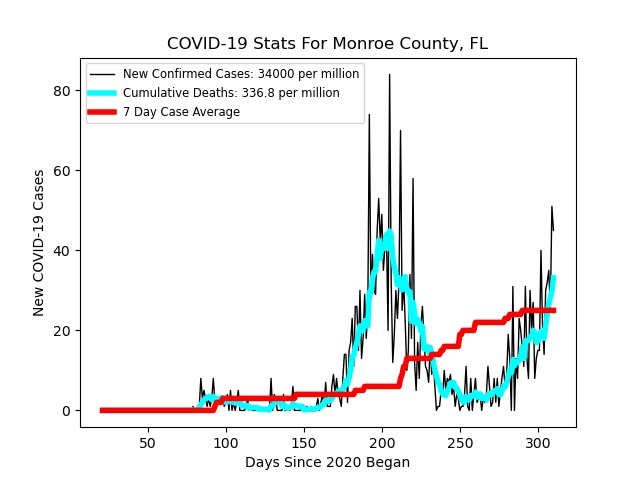 COVID-19 Stats For Monroe County, FL
New Confirmed Cases: 34000 per million
Cumulative Deaths: 336.8 per million
7 Day Case Average
80
60
40
20
0
New COVID-19 Cases
50 100 150 200 250 300
Days Since 2020 Began